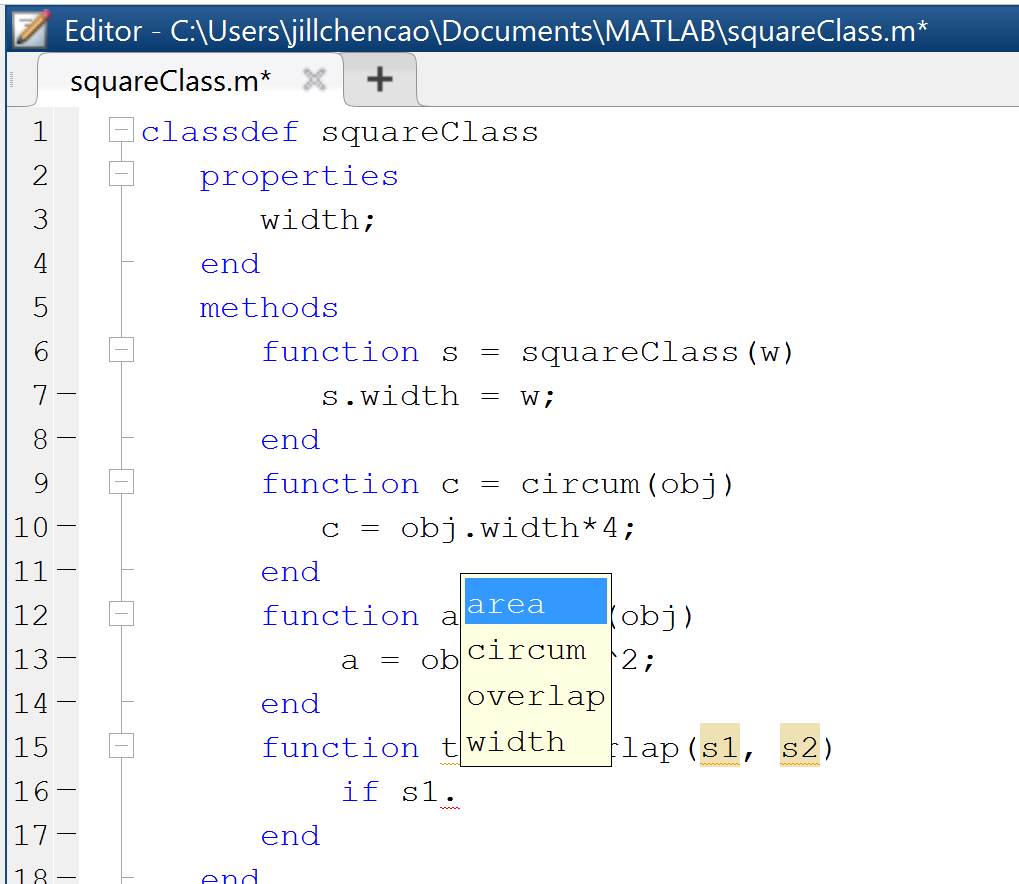 Editor - C:\Users\jillchencao\Documents\MATLAB\squareClass.m*
squareClass.m*
1 classdef squareClass
2 properties
3 width;
4 end
5 methods
6 function s = squareClass(w)
7 s.width = w;
8 end
9 function c = circum(obj)
10 c = obj.width*4;
11 end
12 function a (obj)
13 a = ob ^2;
14 end
15 function t rlap(s1, s2)
16 if s1.
17 end
18 end
area
circum
overlap
width